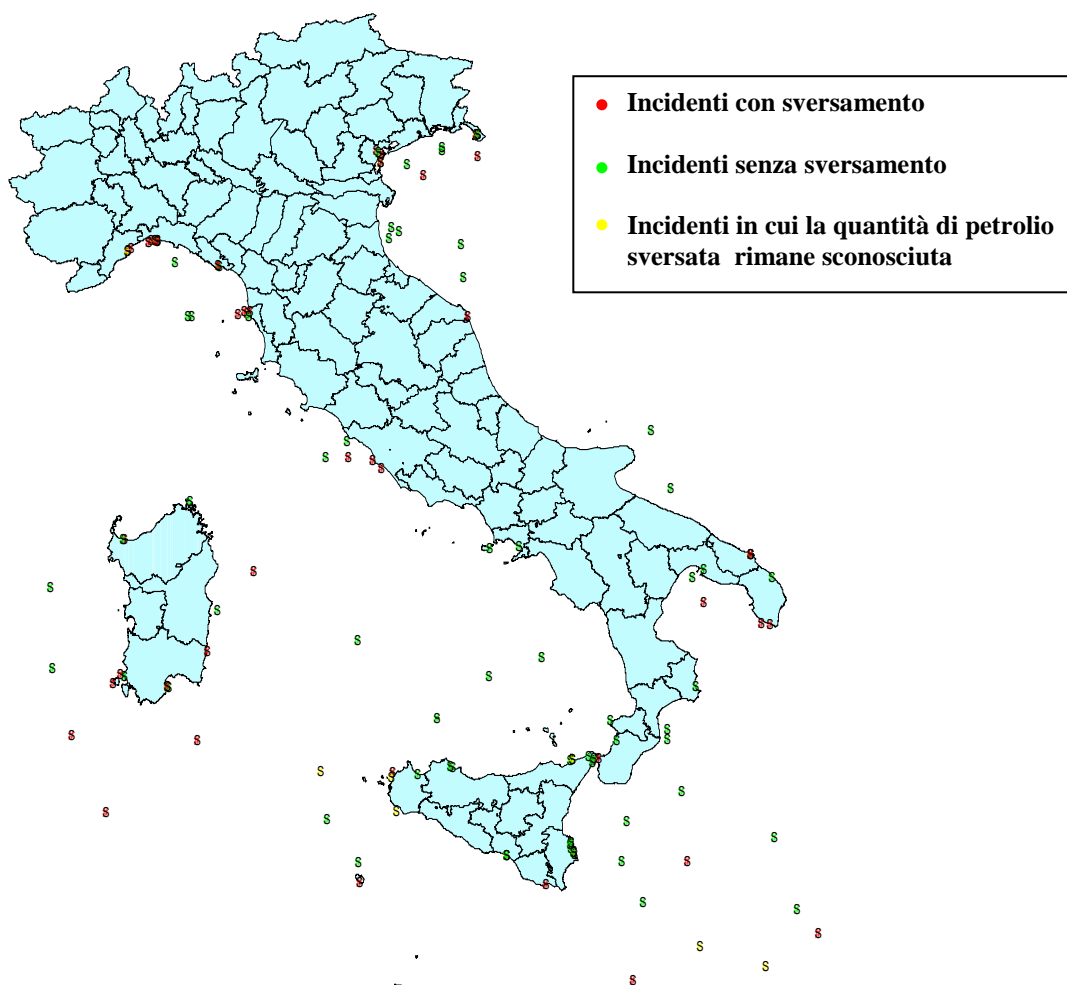 Incidenti con sversamento
Incidenti senza sversamento
Incidenti in cui la quantità di petrolio
sversata rimane sconosciuta